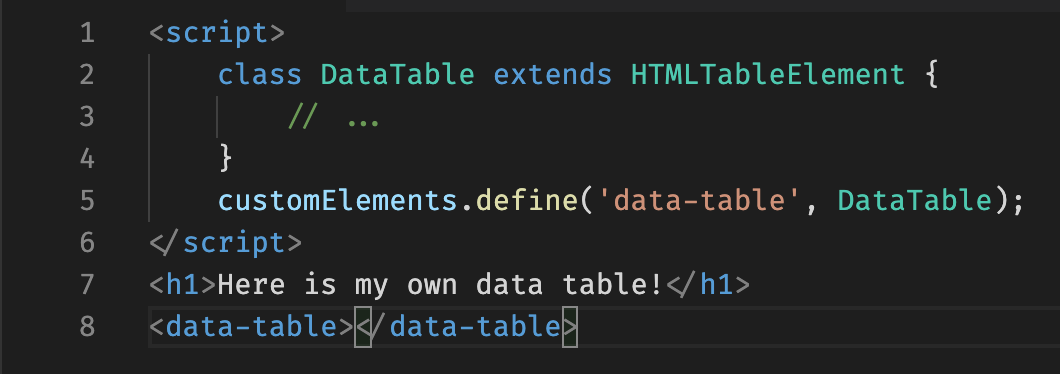 1 <script>
2 class DataTable extends HTMLTableElement {
3 // ...
4 }
5 customElements.define('data-table', DataTable);
6 </script>
7 <h1>Here is my own data table!</h1>
8 <data-table></data-table>